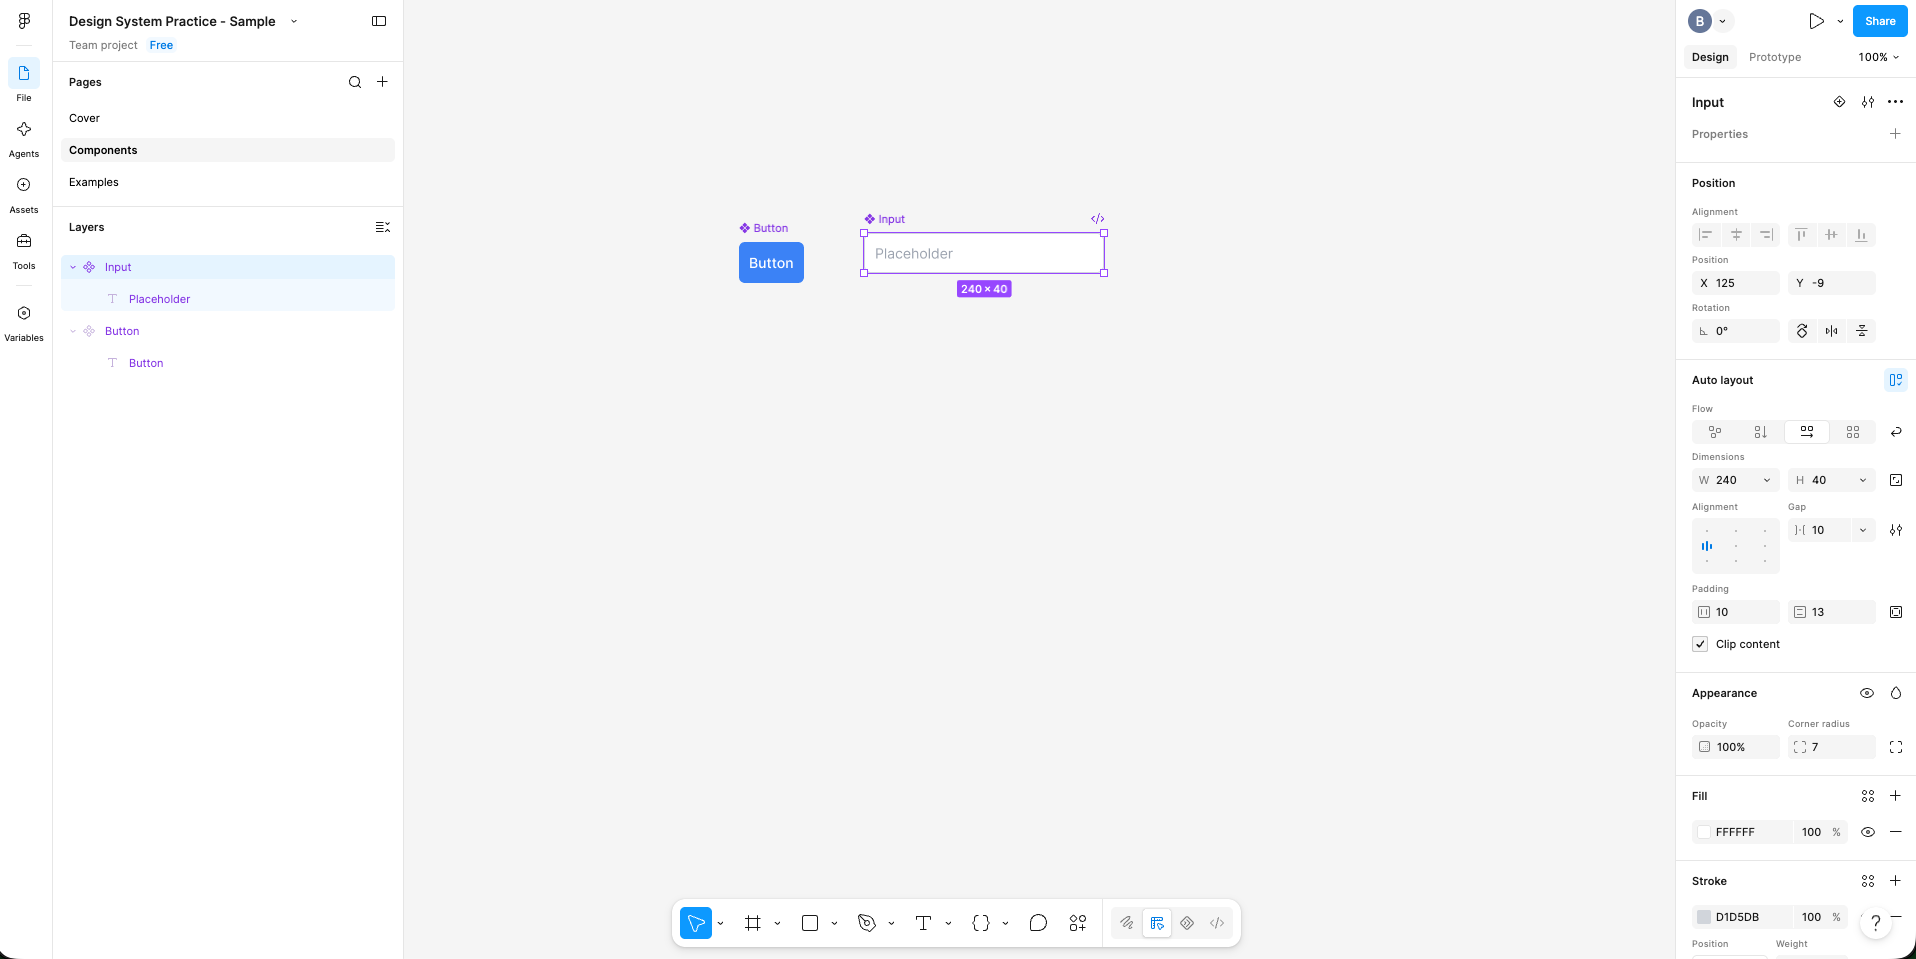 Design System Practice - Sample
Team project Free
File
Agents
Assets
Tools
Variables
Pages
Cover
Components
Examples
Layers
Input
Placeholder
Button
Button
Button
Button
Input
Placeholder
240 × 40
B
Share
Design Prototype 100%
Input
Properties
Position
Alignment
Position
X 125 Y -9
Rotation
0°
Auto layout
Flow
Dimensions
W 240 H 40
Alignment Gap
10
Padding
10 13
Clip content
Appearance
Opacity Corner radius
100% 7
Fill
FFFFFF 100 %
Stroke
D1D5DB 100 %
Position Weight
?